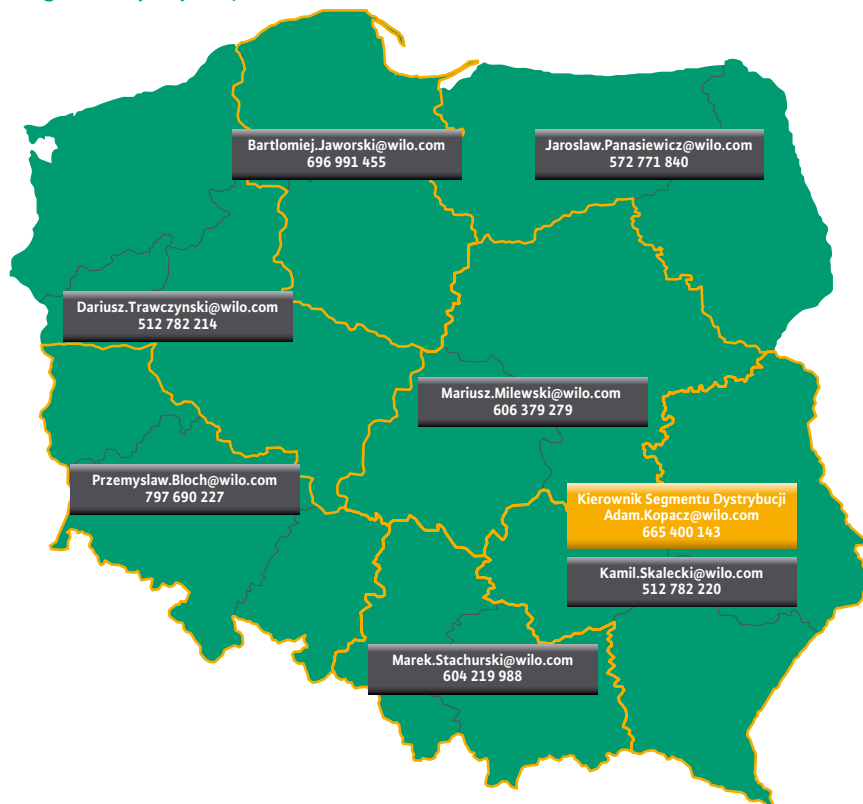 Bartlomiej.Jaworski@wilo.com
696 991 455
Jaroslaw.Panasiewicz@wilo.com
572 771 840
Dariusz.Trawczynski@wilo.com
512 782 214
Mariusz.Milewski@wilo.com
606 379 279
Przemyslaw.Bloch@wilo.com
797 690 227
Kierownik Segmentu Dystrybucji
Adam.Kopacz@wilo.com
665 400 143
Kamil.Skalecki@wilo.com
512 782 220
Marek.Stachurski@wilo.com
604 219 988